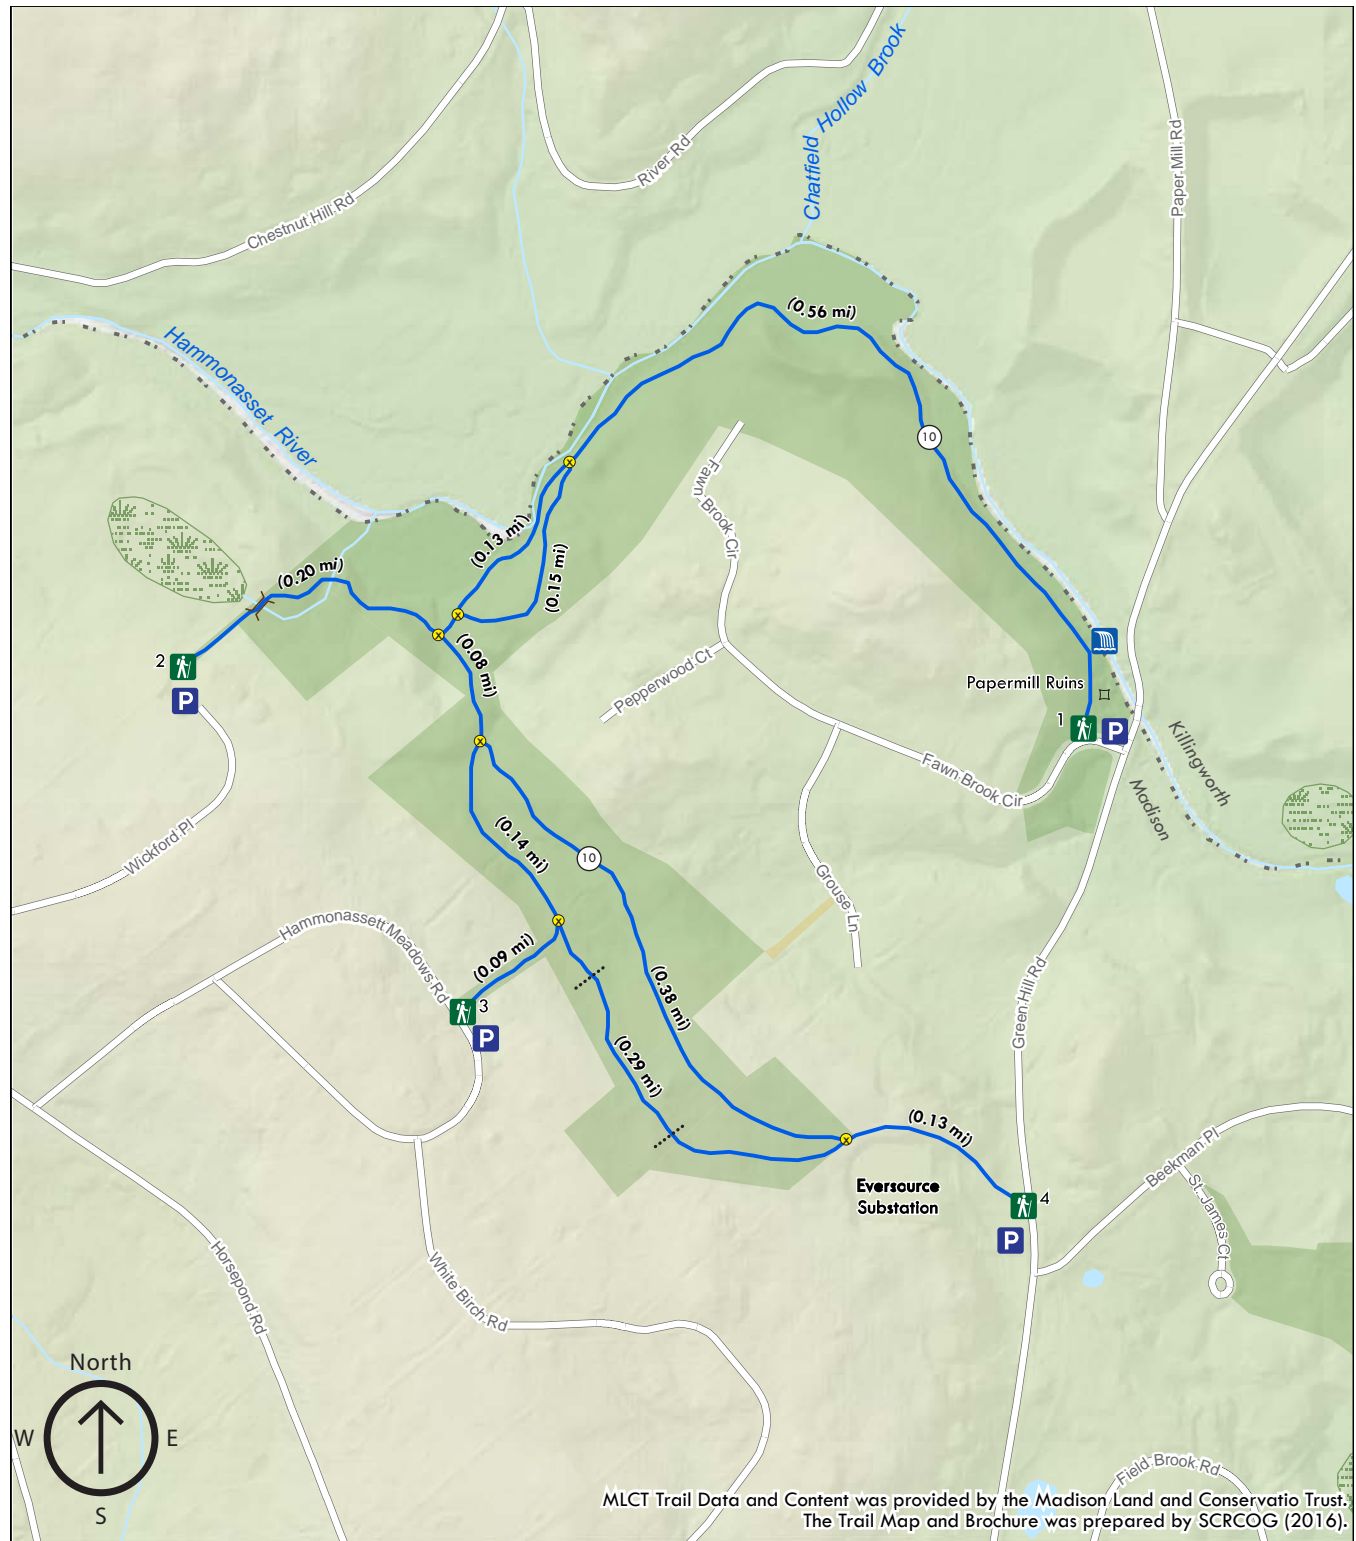 Chatfield Hollow Brook
River Rd
Paper Mill Rd
Chestnut Hill Rd
(0.56 mi)
Hammonasset River
10
Fawn Brook Cir
(0.13 mi)
(0.15 mi)
(0.20 mi)
(0.08 mi)
2
P
Pepperwood Ct
Papermill Ruins
1
P
Killingworth
Madison
Fawn Brook Cir
Wickford Pl
(0.14 mi)
10
Grouse Ln
Hammonassett Meadows Rd
(0.09 mi)
3
P
(0.38 mi)
(0.29 mi)
Green Hill Rd
(0.13 mi)
Eversource
Substation
4
P
Beekman Pl
St. James Ct
Horsepond Rd
White Birch Rd
North
W
E
S
Field Brook Rd
MLCT Trail Data and Content was provided by the Madison Land and Conservatio Trust.
The Trail Map and Brochure was prepared by SCRCOG (2016).
x
x
x
x
x
x